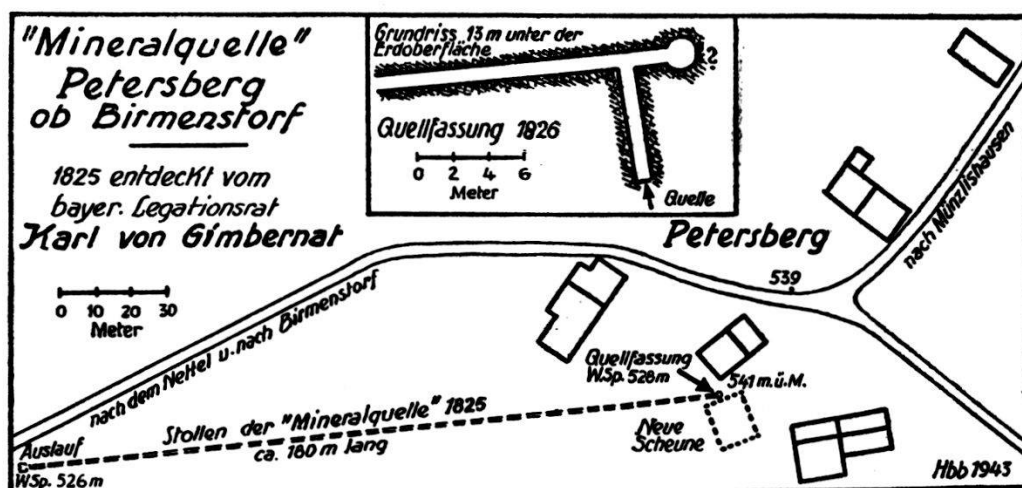 "Mineralquelle"
Petersberg
ob Birmenstorf
1825 entdeckt vom
bayer. Legationsrat
Karl von Gimbernat
0 10 20 30
Meter
Grundriss 13 m unter der
Erdoberfläche
?
Quellfassung 1826
0 2 4 6
Meter
Quelle
Petersberg
nach Münzlishausen
539
nach dem Nettel u. nach Birmenstorf
Quellfassung
W.Sp. 528 m
541 m.ü.M.
Stollen der "Mineralquelle" 1825
ca. 160 m lang
Neue
Scheune
Auslauf
W.Sp. 526 m
Hbb 1943